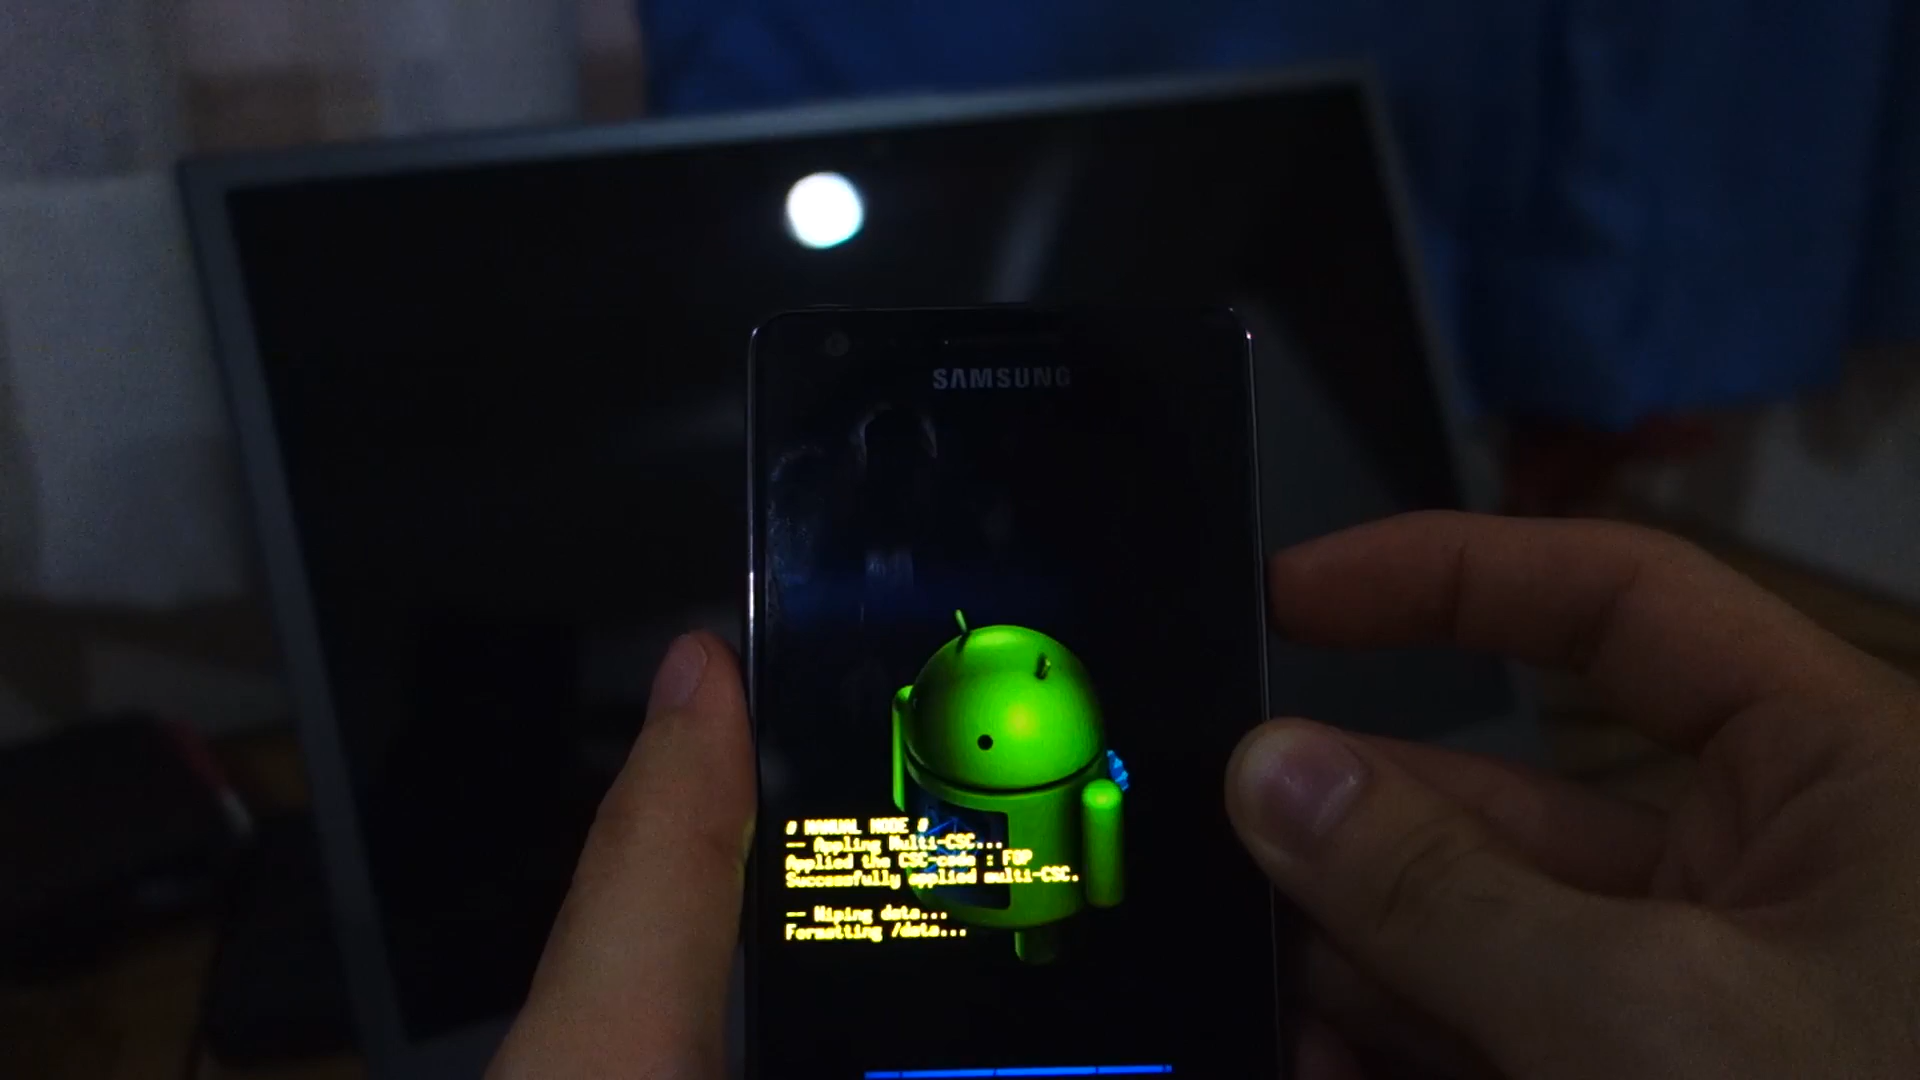 SAMSUNG
# MANUAL MODE #
-- Appling Multi-CSC...
Applied the CSC-code : FOP
Successfully applied multi-CSC.
-- Wiping data...
Formatting /data...